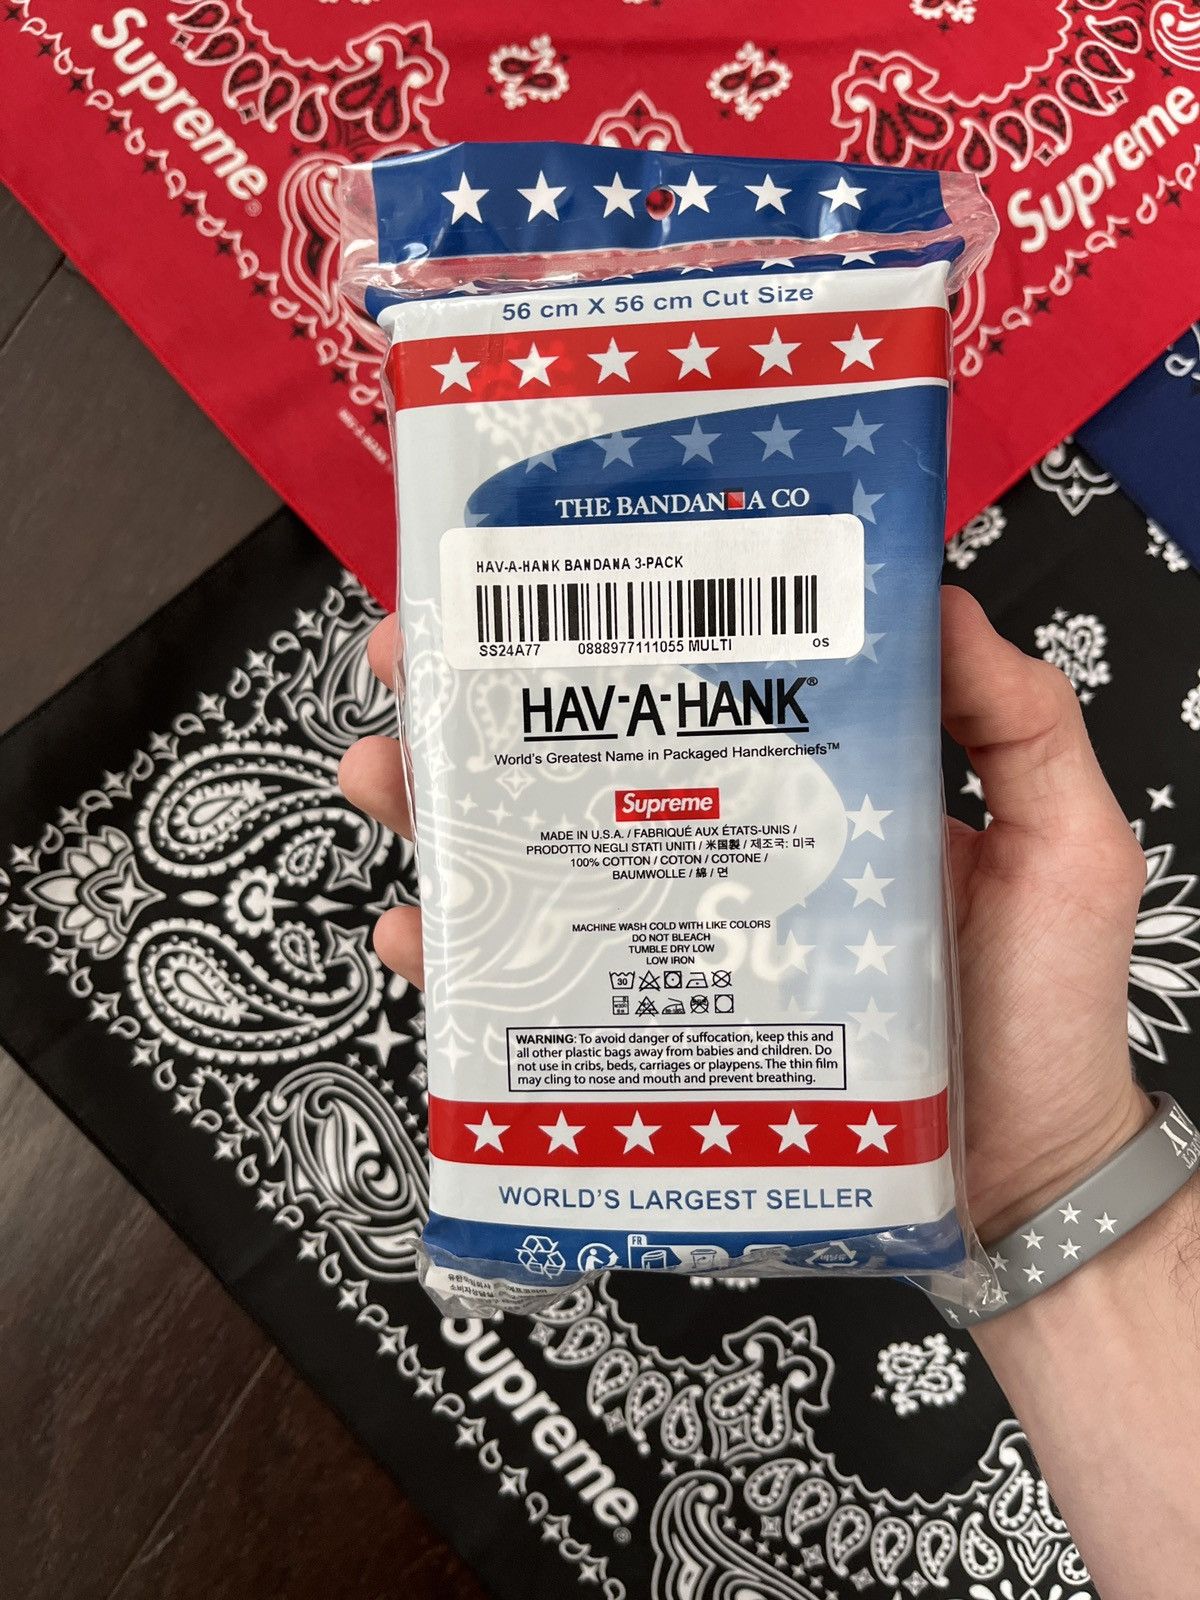 Supreme®
Supreme
56 cm X 56 cm Cut Size
THE BANDANA CO
HAV-A-HANK BANDANA 3-PACK
SS24A77 0888977111055 MULTI OS
HAV-A-HANK®
World's Greatest Name in Packaged Handkerchiefs™
Supreme
MADE IN U.S.A. / FABRIQUÉ AUX ÉTATS-UNIS /
PRODOTTO NEGLI STATI UNITI / 米国製 / 제조국: 미국
100% COTTON / COTON / COTONE /
BAUMWOLLE / 綿 / 면
Su
MACHINE WASH COLD WITH LIKE COLORS
DO NOT BLEACH
TUMBLE DRY LOW
LOW IRON
30
WARNING: To avoid danger of suffocation, keep this and
all other plastic bags away from babies and children. Do
not use in cribs, beds, carriages or playpens. The thin film
may cling to nose and mouth and prevent breathing.
WORLD'S LARGEST SELLER
FR
Supreme®